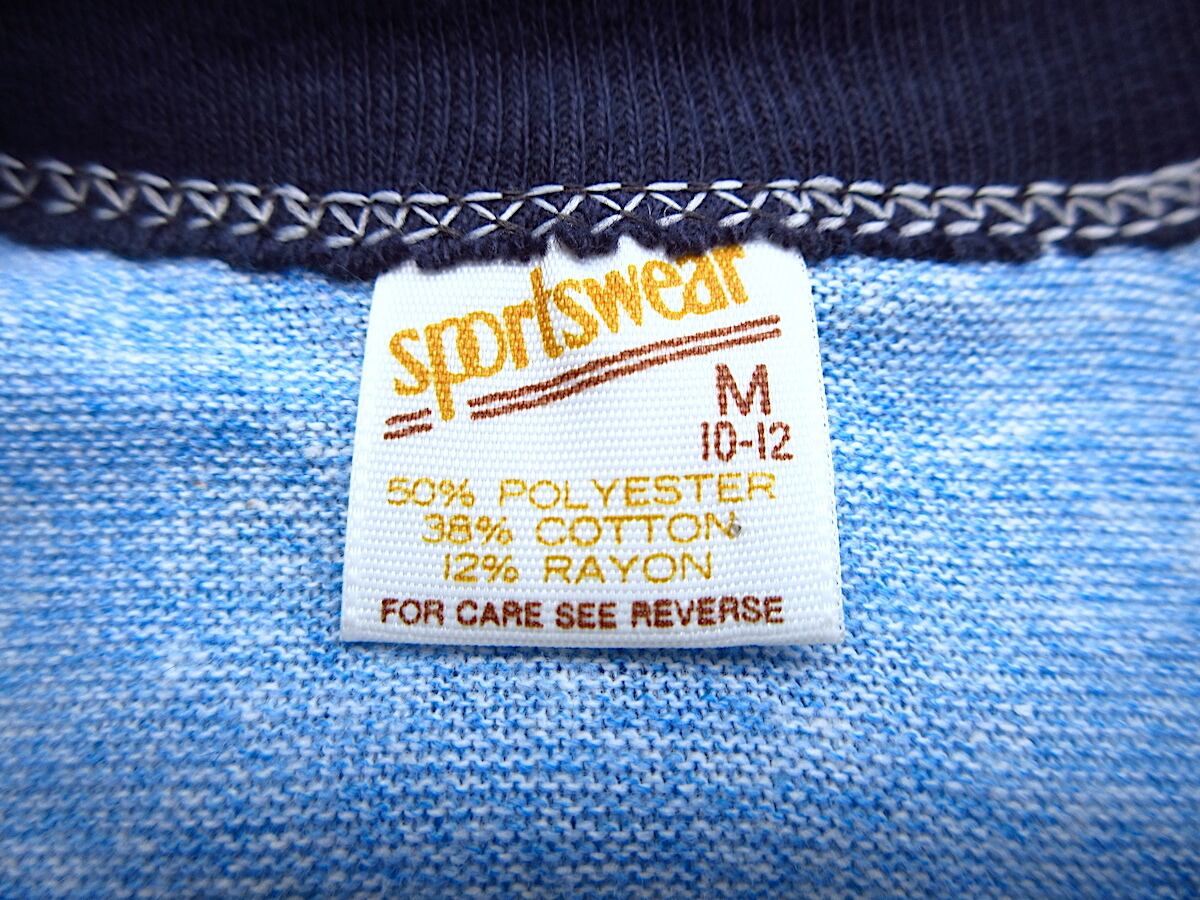 sportswear
M
10-12
50% POLYESTER
38% COTTON
12% RAYON
FOR CARE SEE REVERSE